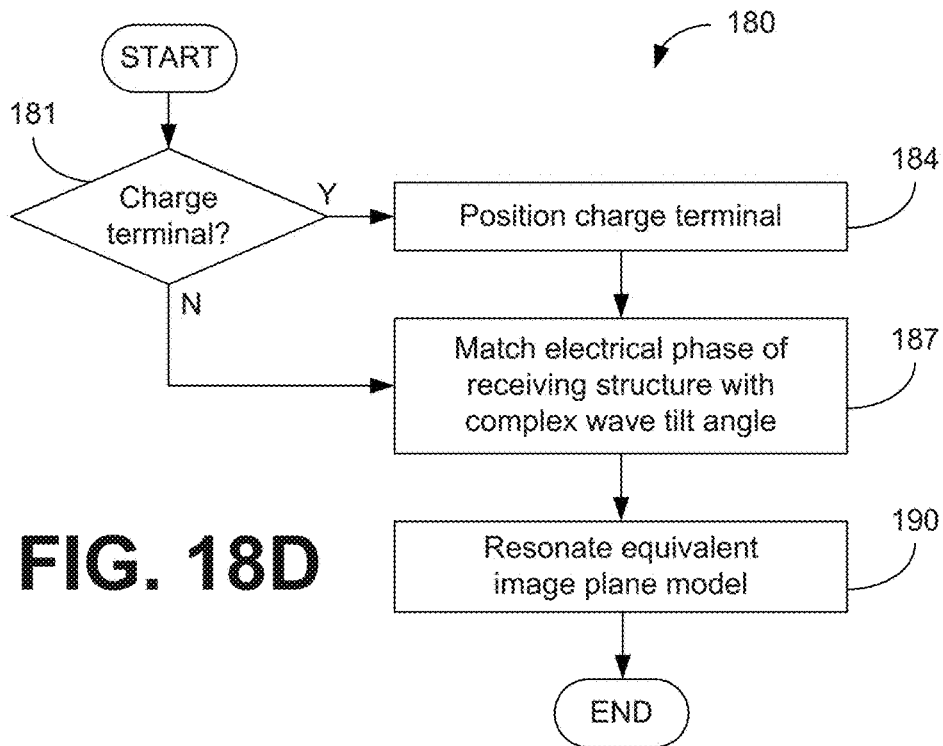 180
START
181
Charge
terminal?
Y
N
184
Position charge terminal
187
Match electrical phase of
receiving structure with
complex wave tilt angle
190
Resonate equivalent
image plane model
END
FIG. 18D